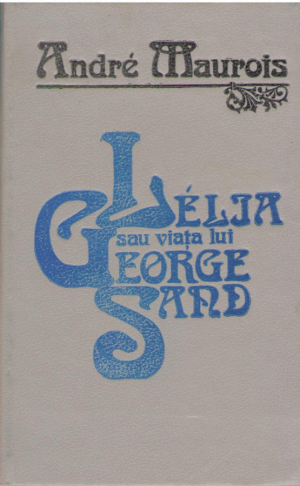 André Maurois
LÉLIA
sau viața lui
GEORGE
SAND